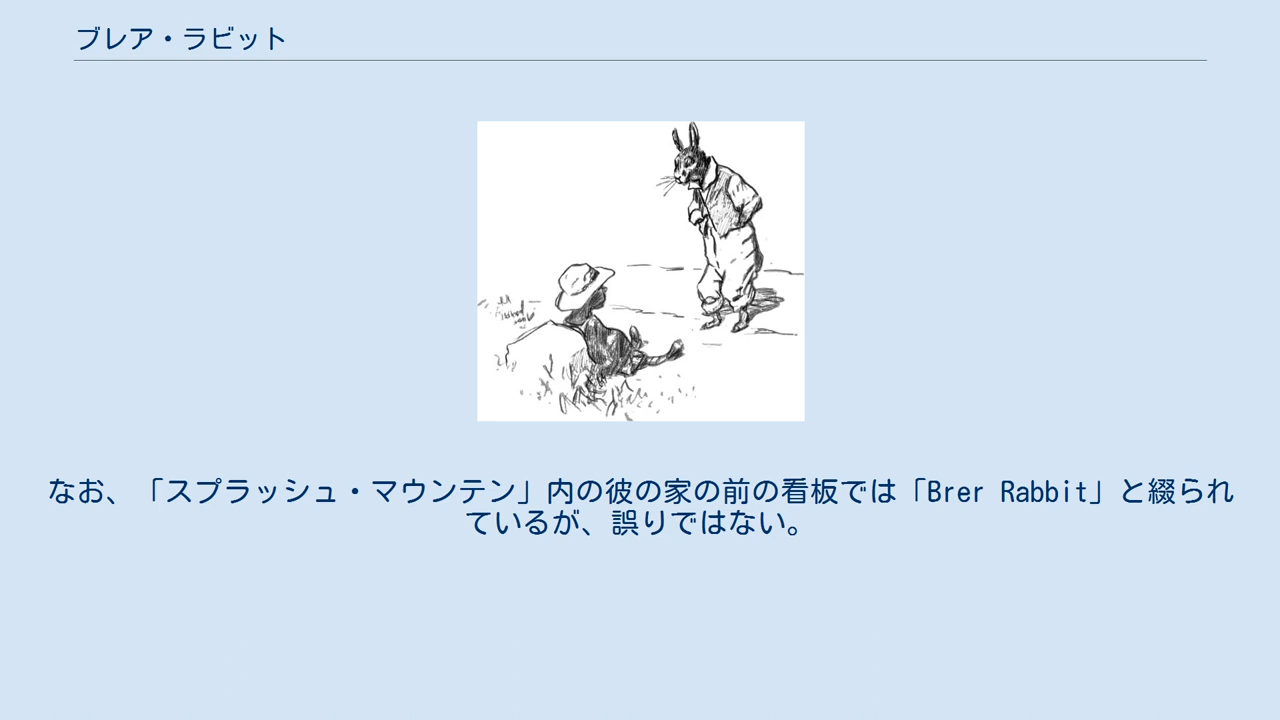 ブレア・ラビット
なお、「スプラッシュ・マウンテン」内の彼の家の前の看板では「Brer Rabbit」と綴られ
ているが、誤りではない。